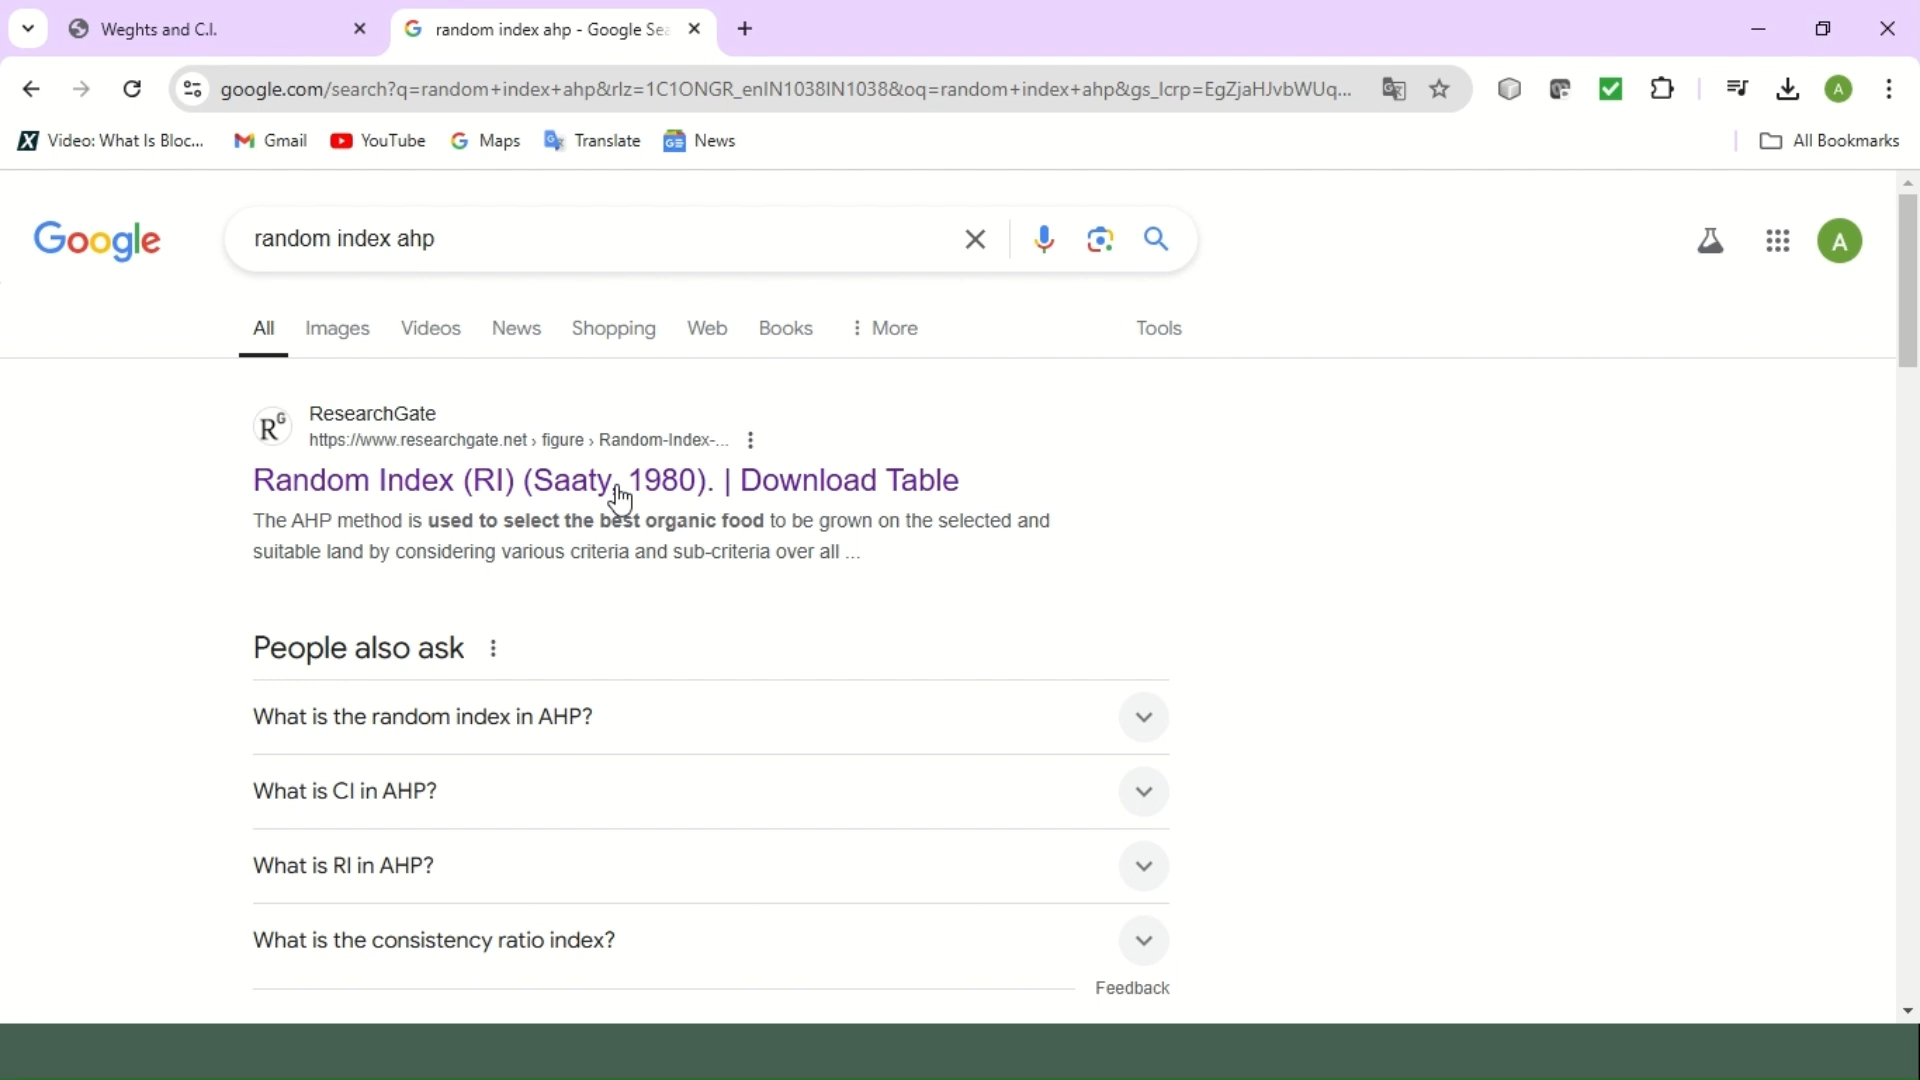 Weghts and C.I.
random index ahp - Google Sea
google.com/search?q=random+index+ahp&rlz=1C1ONGR_enIN1038IN1038&oq=random+index+ahp&gs_lcrp=EgZjaHJvbWUq...
A
Video: What Is Bloc...
Gmail
YouTube
Maps
Translate
News
All Bookmarks
Google
random index ahp
A
All
Images
Videos
News
Shopping
Web
Books
More
Tools
ResearchGate
https://www.researchgate.net › figure › Random-Index-...
Random Index (RI) (Saaty, 1980). | Download Table
The AHP method is used to select the best organic food to be grown on the selected and
suitable land by considering various criteria and sub-criteria over all ...
People also ask
What is the random index in AHP?
What is CI in AHP?
What is RI in AHP?
What is the consistency ratio index?
Feedback